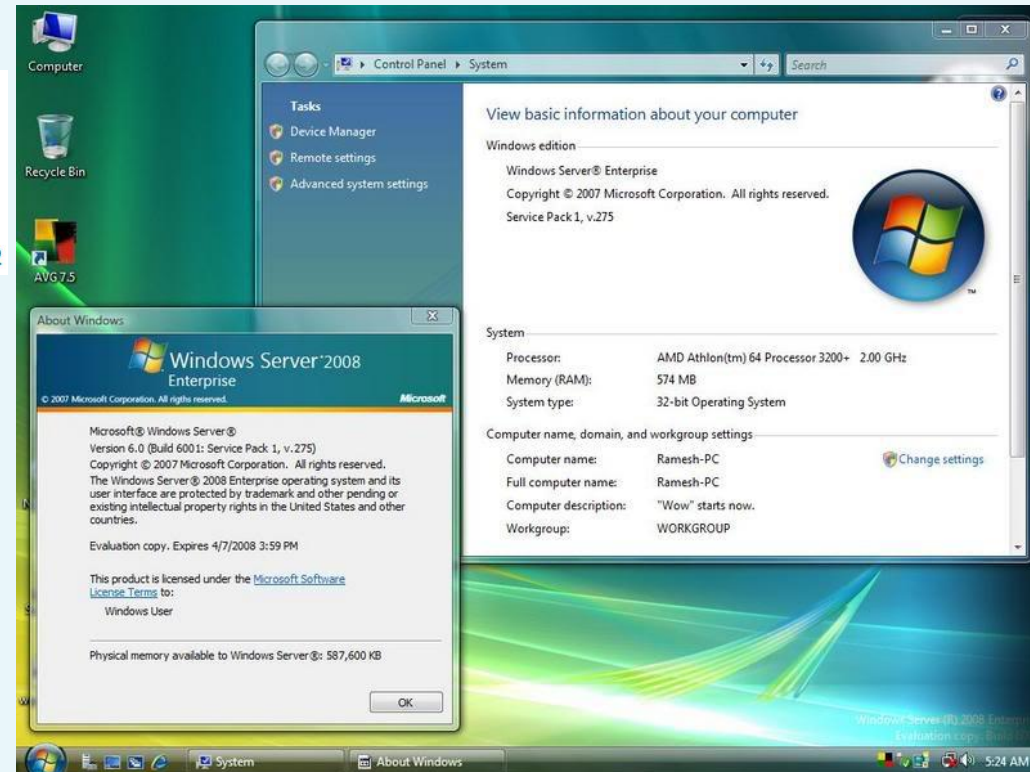 Computer
Recycle Bin
AVG 7.5
Control Panel
System
Search
Tasks
Device Manager
Remote settings
Advanced system settings
View basic information about your computer
Windows edition
Windows Server® Enterprise
Copyright © 2007 Microsoft Corporation. All rights reserved.
Service Pack 1, v.275
TM
System
Processor: AMD Athlon(tm) 64 Processor 3200+ 2.00 GHz
Memory (RAM): 574 MB
System type: 32-bit Operating System
Computer name, domain, and workgroup settings
Computer name: Ramesh-PC
Change settings
Full computer name: Ramesh-PC
Computer description: "Wow" starts now.
Workgroup: WORKGROUP
About Windows
Windows Server®2008
Enterprise
© 2007 Microsoft Corporation. All rigths reserved.
Microsoft
Microsoft® Windows Server®
Version 6.0 (Build 6001: Service Pack 1, v.275)
Copyright © 2007 Microsoft Corporation. All rights reserved.
The Windows Server® 2008 Enterprise operating system and its
user interface are protected by trademark and other pending or
existing intellectual property rights in the United States and other
countries.
Evaluation copy. Expires 4/7/2008 3:59 PM
This product is licensed under the Microsoft Software
License Terms to:
Windows User
Physical memory available to Windows Server®: 587,600 KB
OK
Windows Server (R) 2008
Evaluation copy.
System
About Windows
5:24 AM